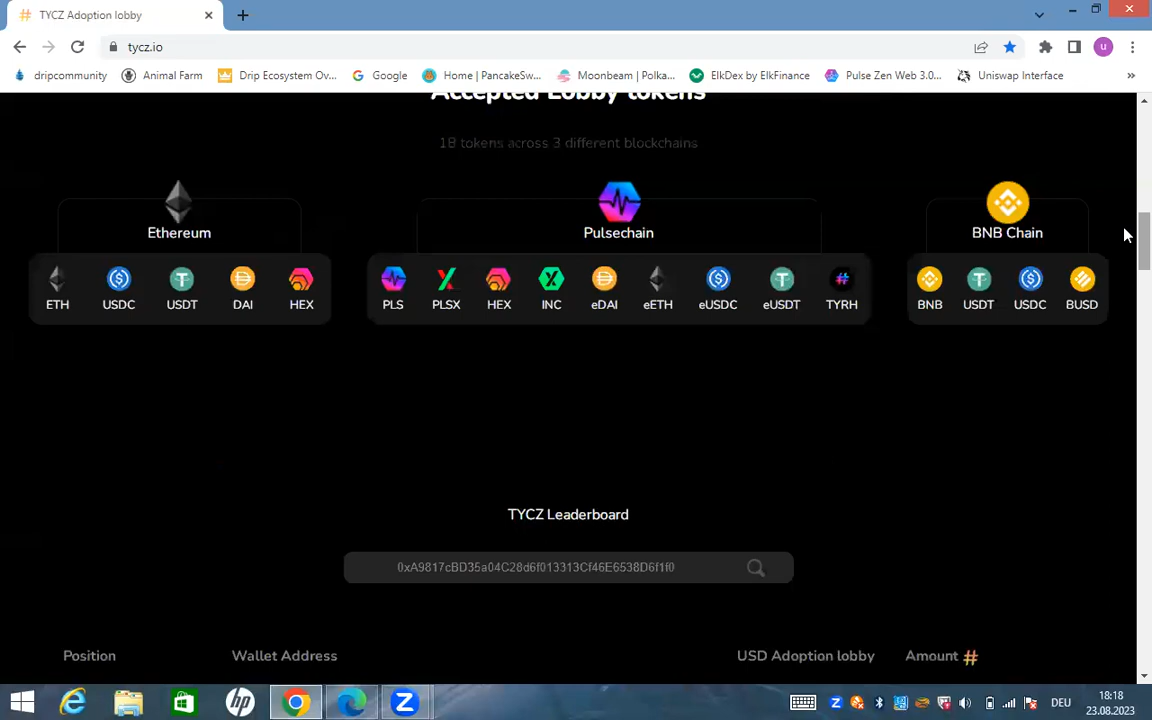 TYCZ Adoption lobby
tycz.io
u
dripcommunity
Animal Farm
Drip Ecosystem Ov...
Google
Home | PancakeSw...
Moonbeam | Polka...
ElkDex by ElkFinance
Pulse Zen Web 3.0...
Uniswap Interface
Accepted Lobby tokens
18 tokens across 3 different blockchains
Ethereum
Pulsechain
BNB Chain
ETH USDC USDT DAI HEX
PLS PLSX HEX INC eDAI eETH eUSDC eUSDT TYRH
BNB USDT USDC BUSD
TYCZ Leaderboard
0xA9817cBD35a04C28d6f013313Cf46E6538D6f1f0
Position Wallet Address USD Adoption lobby Amount #
DEU
18:18
23.08.2023